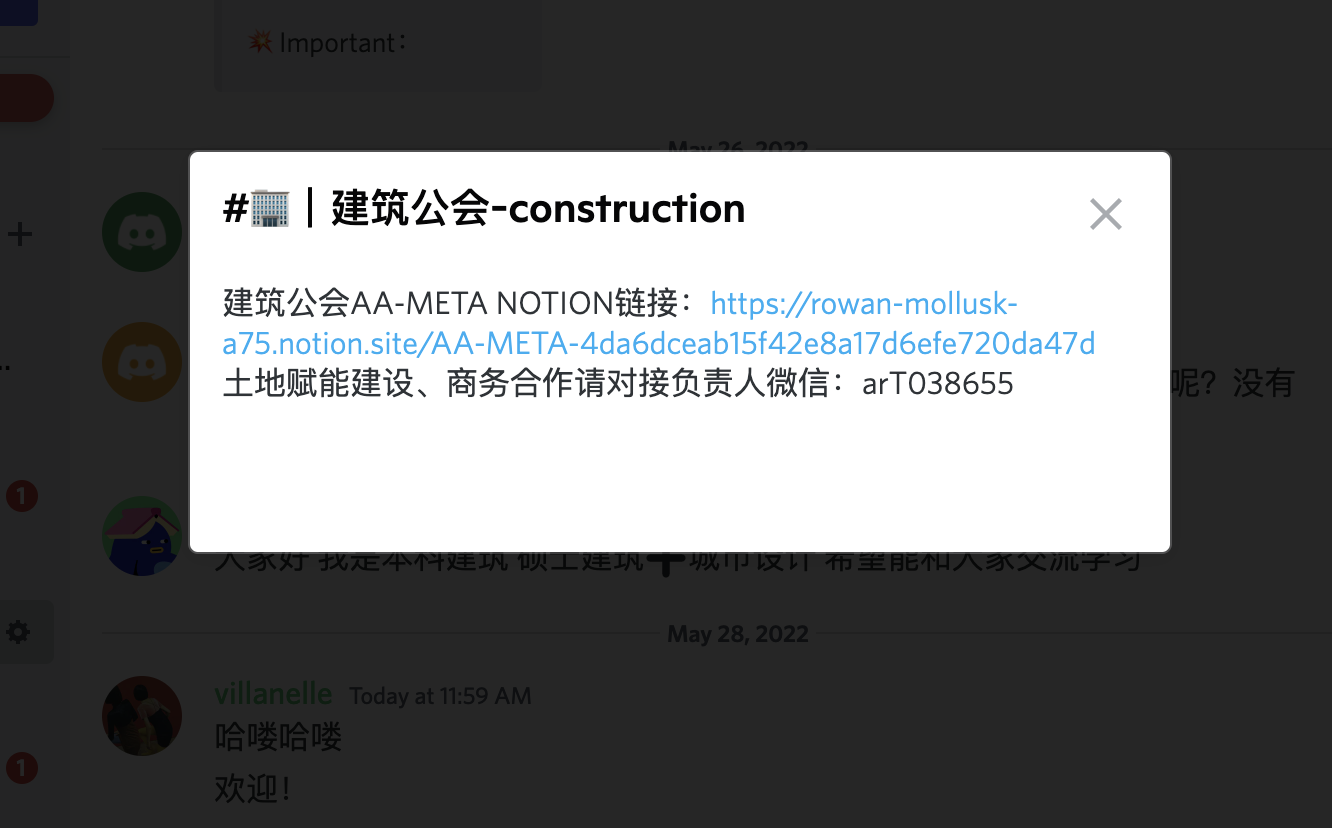 💥 Important：
May 26, 2022
#🏢｜建筑公会-construction
建筑公会AA-META NOTION链接：https://rowan-mollusk-
a75.notion.site/AA-META-4da6dceab15f42e8a17d6efe720da47d
土地赋能建设、商务合作请对接负责人微信：arT038655
呢？没有
1
大家好 我是本科建筑 硕士建筑➕城市设计 希望能和大家交流学习
May 28, 2022
villanelle Today at 11:59 AM
哈喽哈喽
1
欢迎！